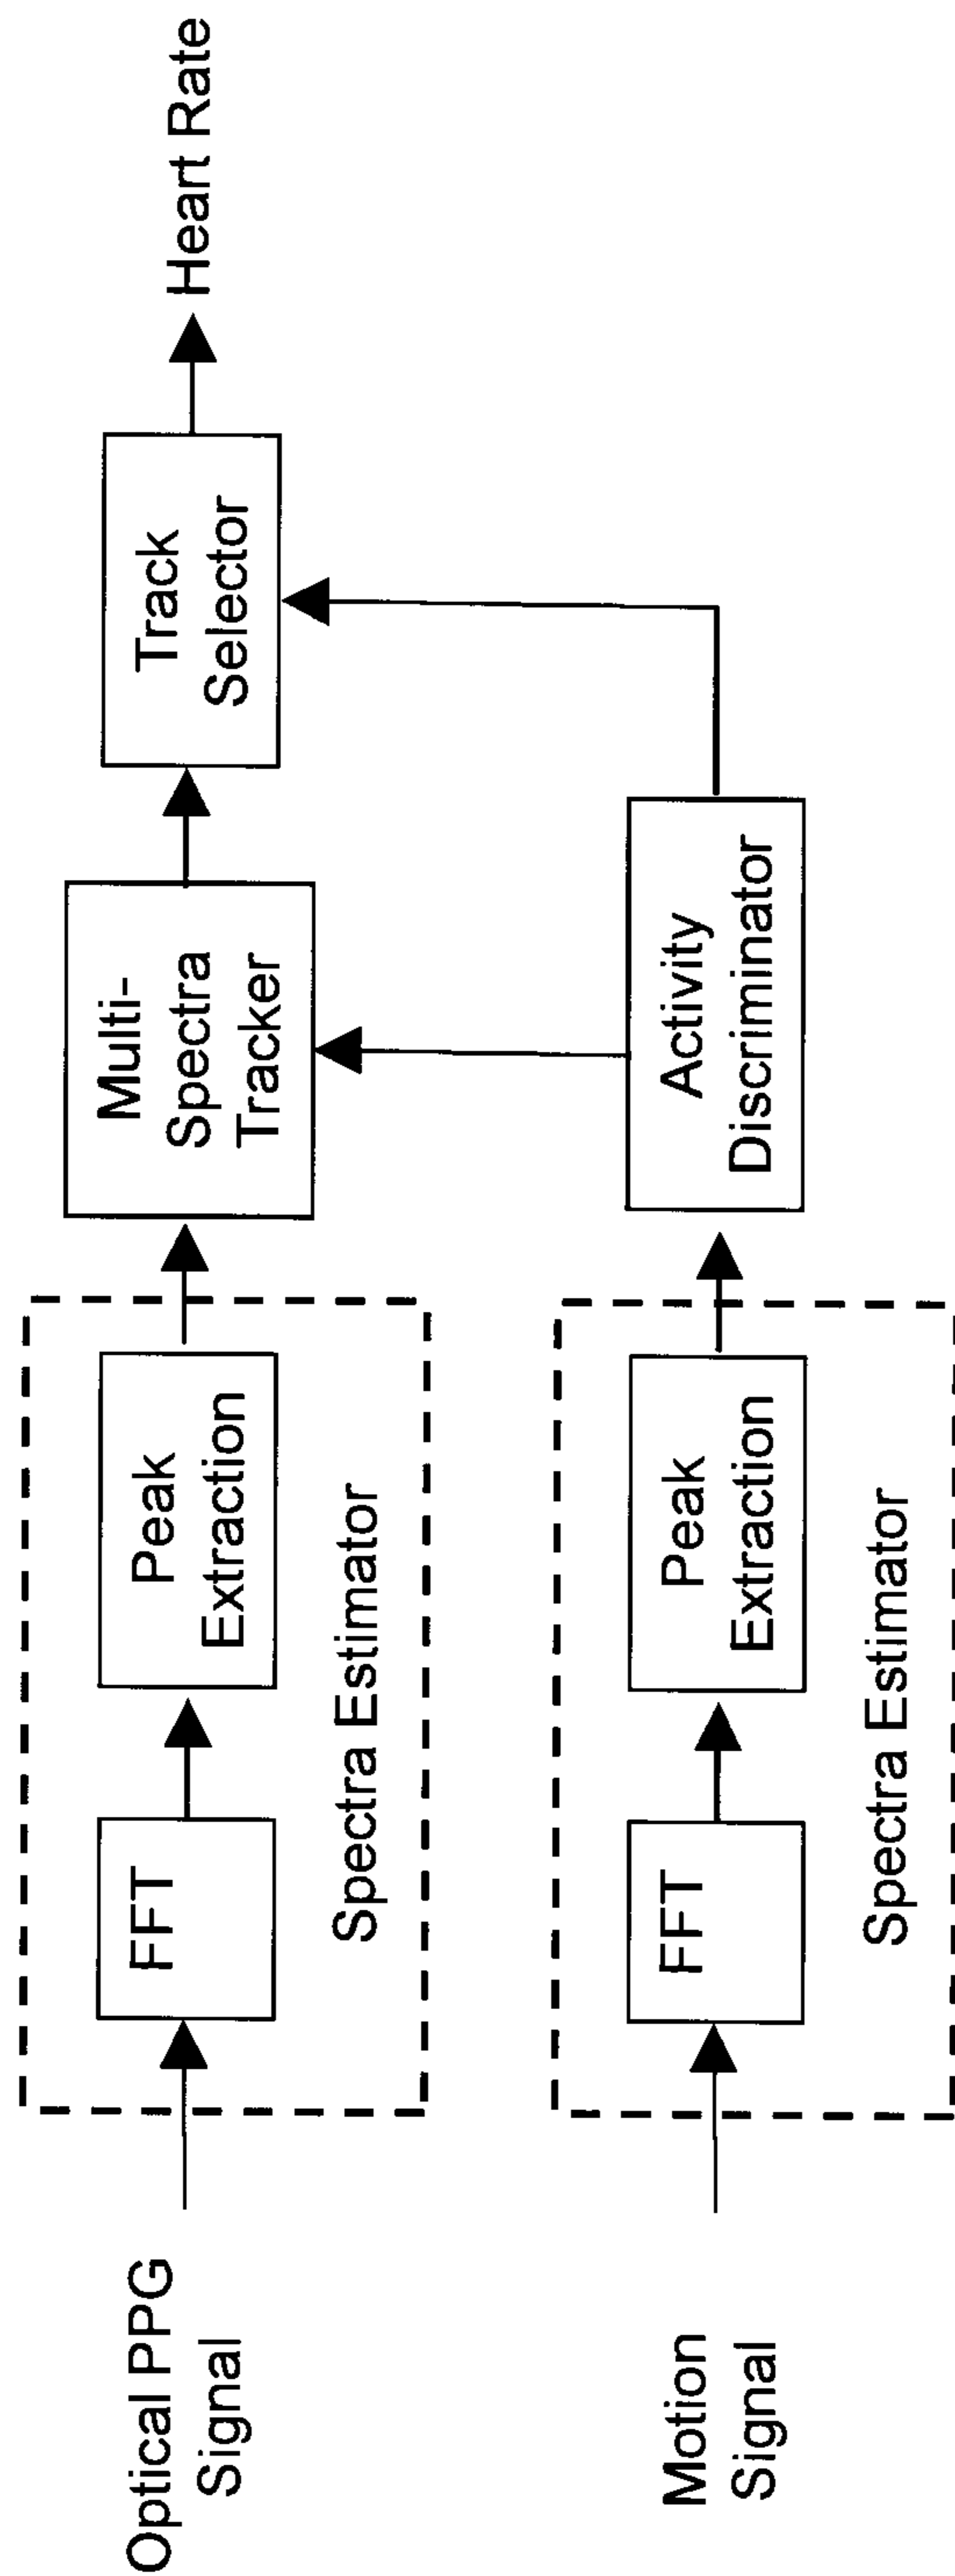 Optical PPG
Signal
FFT
Peak
Extraction
Spectra Estimator
Multi-
Spectra
Tracker
Track
Selector
Heart Rate
Motion
Signal
FFT
Peak
Extraction
Spectra Estimator
Activity
Discriminator